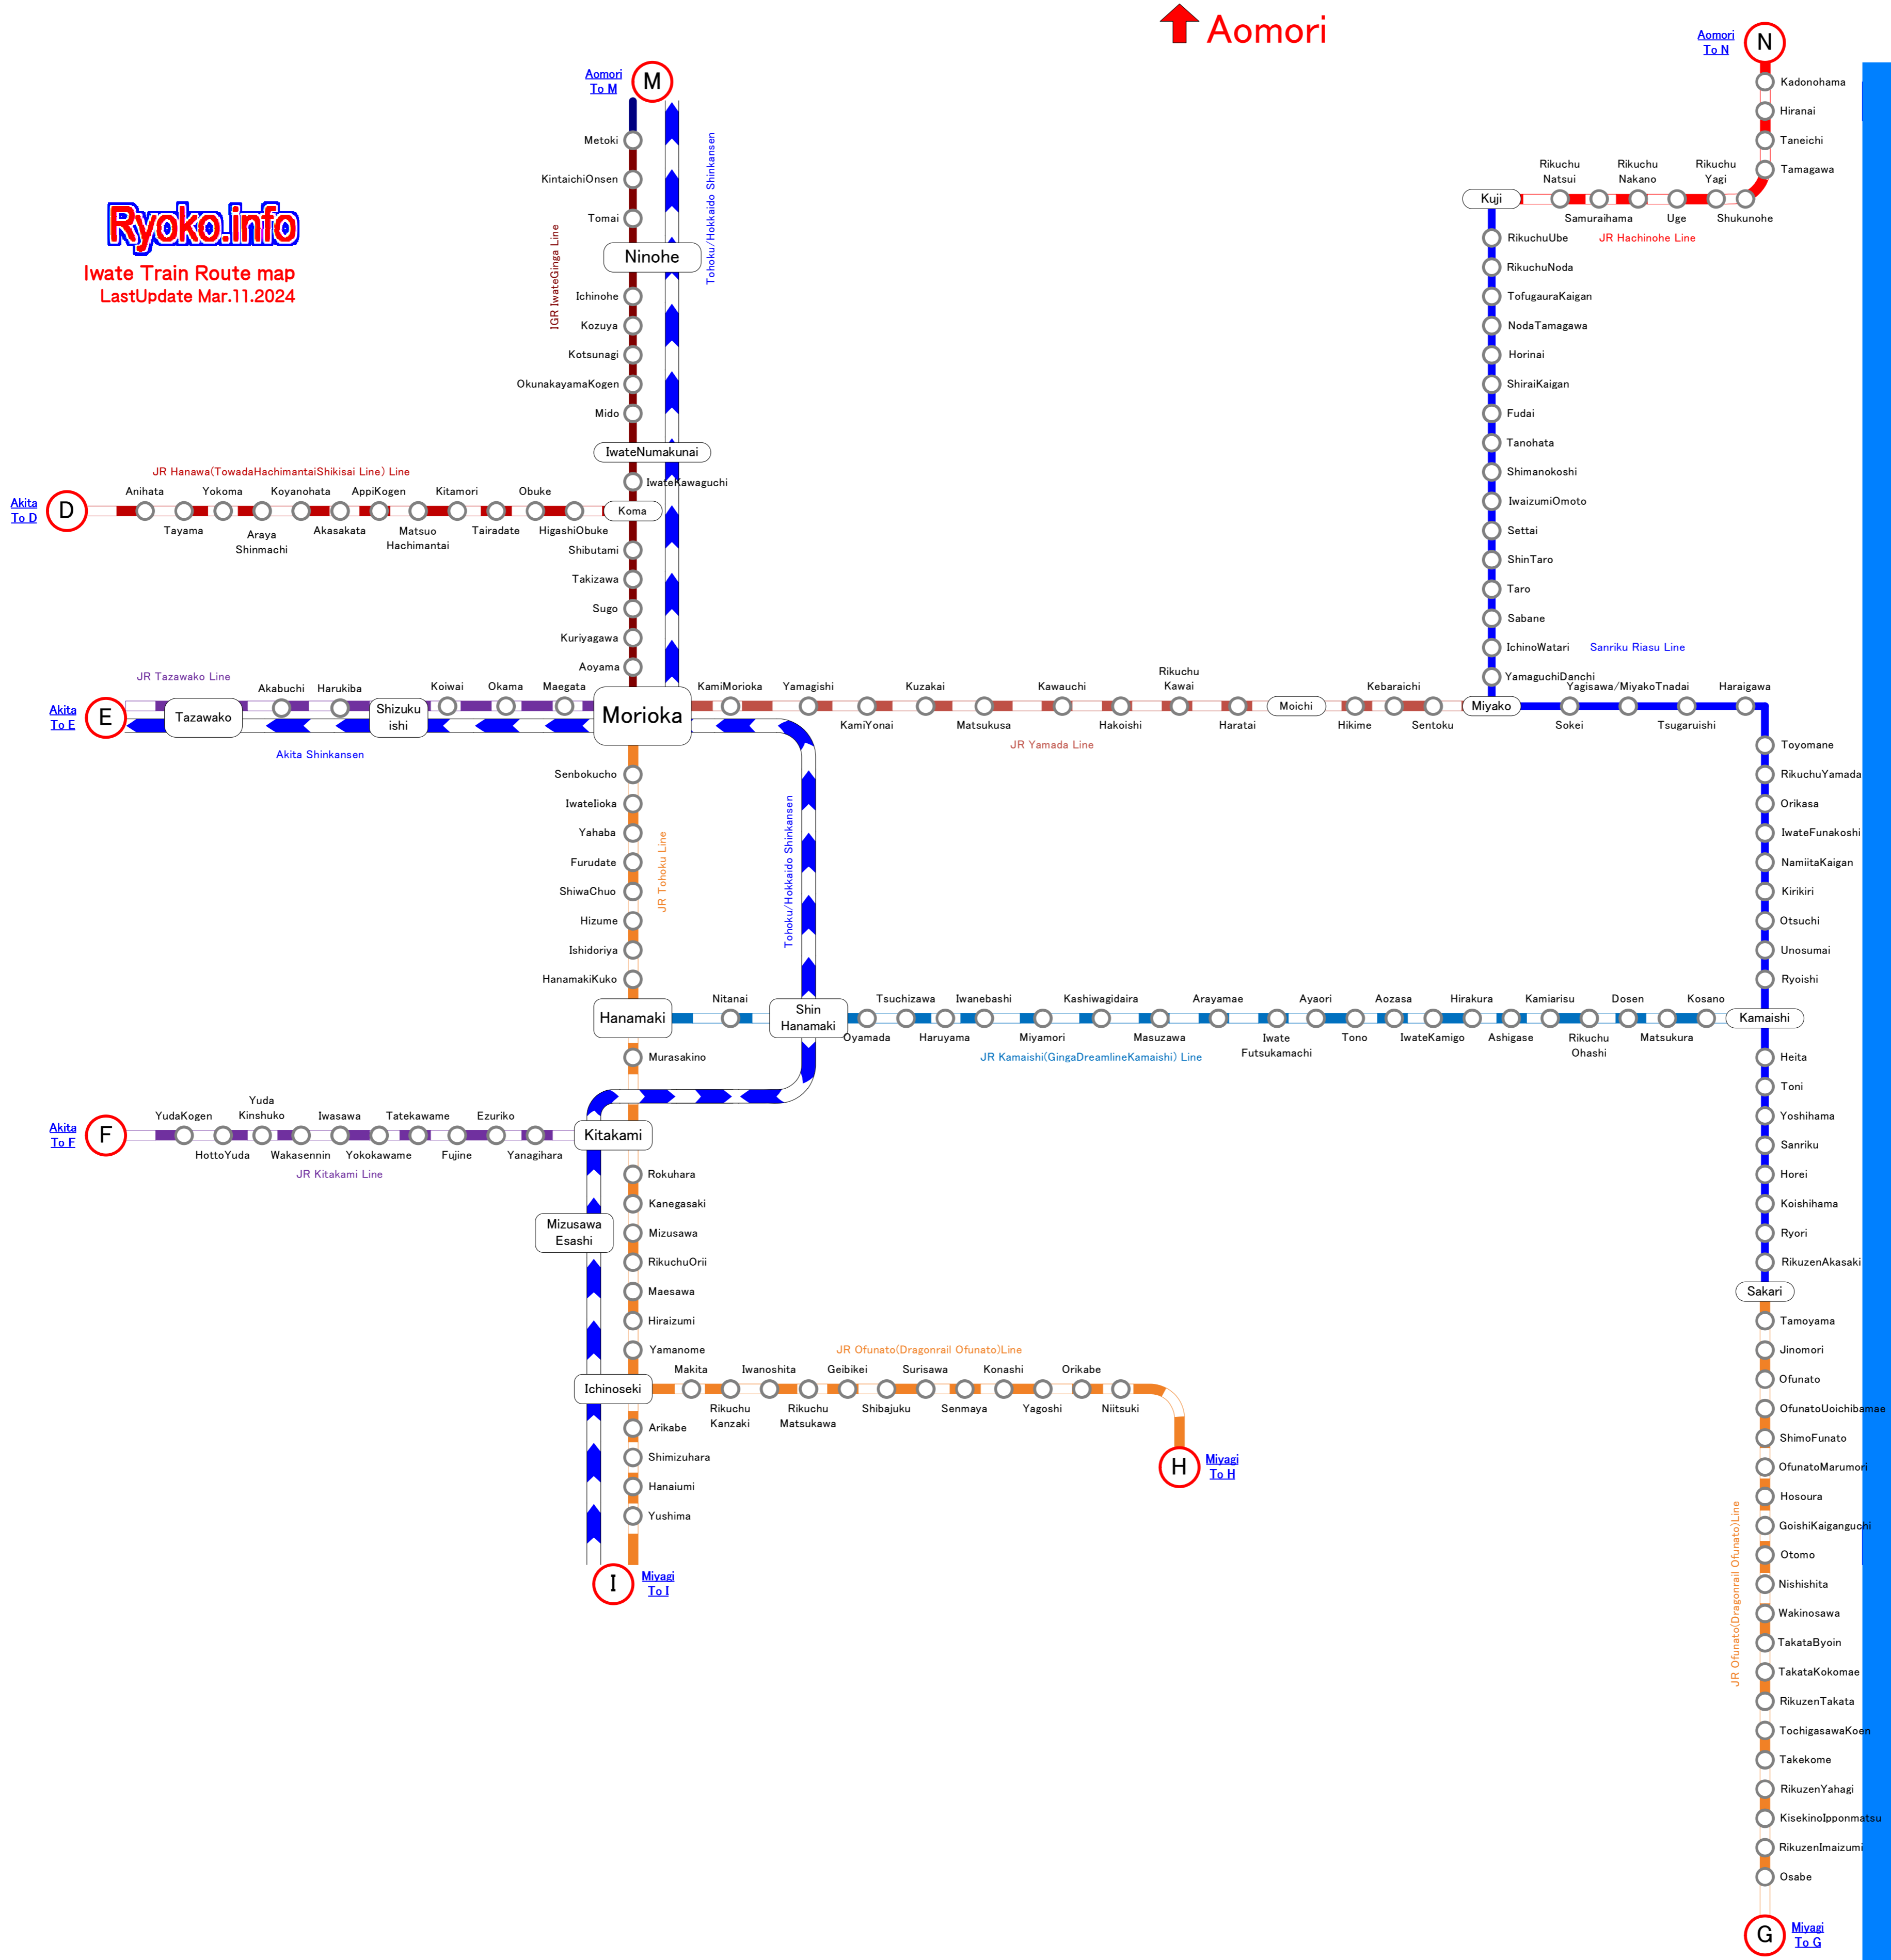 Aomori
Aomori
To N
N
Kadonohama
Hiranai
Taneichi
Tamagawa
Rikuchu
Natsui
Samuraihama
Rikuchu
Nakano
Uge
Rikuchu
Yagi
Shukunohe
JR Hachinohe Line
Kuji
Aomori
To M
M
Tohoku/Hokkaido Shinkansen
IGR IwateGinga Line
Metoki
KintaichiOnsen
Tomai
Ninohe
Ichinohe
Kozuya
Kotsunagi
OkunakayamaKogen
Mido
IwateNumakunai
IwateKawaguchi
Koma
Shibutami
Takizawa
Sugo
Kuriyagawa
Aoyama
Ryoko.info
Iwate Train Route map
LastUpdate Mar.11.2024
JR Hanawa(TowadaHachimantaiShikisai Line) Line
Akita
To D
D
Anihata
Tayama
Yokoma
Araya
Shinmachi
Koyanohata
Akasakata
AppiKogen
Matsuo
Hachimantai
Kitamori
Tairadate
Obuke
HigashiObuke
RikuchuUbe
RikuchuNoda
TofugauraKaigan
NodaTamagawa
Horinai
ShiraiKaigan
Fudai
Tanohata
Shimanokoshi
IwaizumiOmoto
Settai
ShinTaro
Taro
Sabane
IchinoWatari
YamaguchiDanchi
Sanriku Riasu Line
JR Tazawako Line
Akita
To E
E
Tazawako
Akabuchi
Harukiba
Shizuku
ishi
Koiwai
Okama
Maegata
Akita Shinkansen
Morioka
KamiMorioka
Yamagishi
KamiYonai
Kuzakai
Matsukusa
Kawauchi
Hakoishi
Rikuchu
Kawai
Haratai
Moichi
Hikime
Kebaraichi
Sentoku
Miyako
JR Yamada Line
Sokei
Yagisawa/MiyakoTnadai
Tsugaruishi
Haraigawa
Toyomane
RikuchuYamada
Orikasa
IwateFunakoshi
NamiitaKaigan
Kirikiri
Otsuchi
Unosumai
Ryoishi
Senbokucho
IwateIioka
Yahaba
Furudate
ShiwaChuo
Hizume
Ishidoriya
HanamakiKuko
JR Tohoku Line
Tohoku/Hokkaido Shinkansen
Hanamaki
Nitanai
Shin
Hanamaki
Oyamada
Tsuchizawa
Haruyama
Iwanebashi
Miyamori
Kashiwagidaira
Masuzawa
Arayamae
Iwate
Futsukamachi
Ayaori
Tono
Aozasa
IwateKamigo
Hirakura
Ashigase
Kamiarisu
Rikuchu
Ohashi
Dosen
Matsukura
Kosano
Kamaishi
JR Kamaishi(GingaDreamlineKamaishi) Line
Murasakino
Akita
To F
F
YudaKogen
HottoYuda
Yuda
Kinshuko
Wakasennin
Iwasawa
Yokokawame
Tatekawame
Fujine
Ezuriko
Yanagihara
Kitakami
JR Kitakami Line
Mizusawa
Esashi
Rokuhara
Kanegasaki
Mizusawa
RikuchuOrii
Maesawa
Hiraizumi
Yamanome
Heita
Toni
Yoshihama
Sanriku
Horei
Koishihama
Ryori
RikuzenAkasaki
Sakari
JR Ofunato(Dragonrail Ofunato)Line
Ichinoseki
Makita
Rikuchu
Kanzaki
Iwanoshita
Rikuchu
Matsukawa
Geibikei
Shibajuku
Surisawa
Senmaya
Konashi
Yagoshi
Orikabe
Niitsuki
H
Miyagi
To H
Arikabe
Shimizuhara
Hanaiumi
Yushima
I
Miyagi
To I
Tamoyama
Jinomori
Ofunato
OfunatoUoichibamae
ShimoFunato
OfunatoMarumori
Hosoura
GoishiKaiganguchi
Otomo
Nishishita
Wakinosawa
TakataByoin
TakataKokomae
RikuzenTakata
TochigasawaKoen
Takekome
RikuzenYahagi
KisekinoIpponmatsu
RikuzenImaizumi
Osabe
JR Ofunato(Dragonrail Ofunato)Line
G
Miyagi
To G